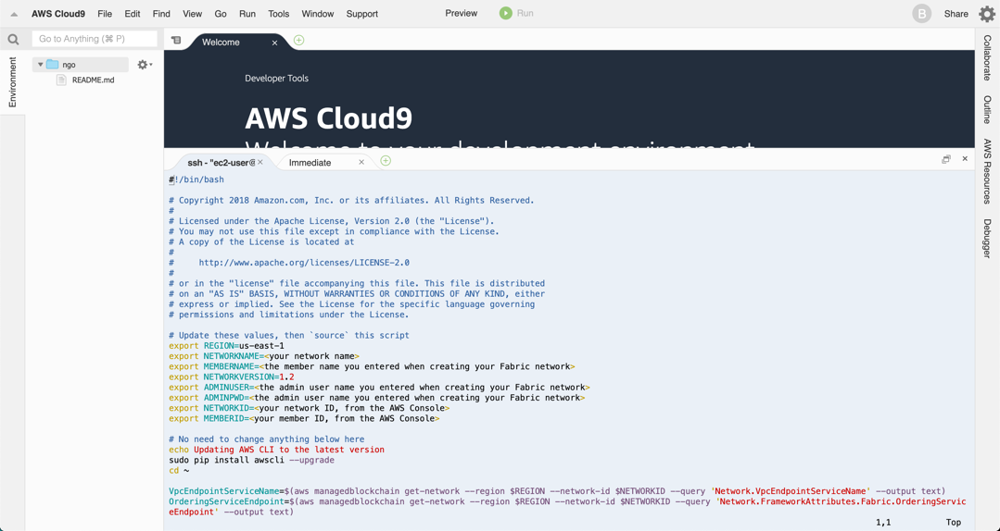 AWS Cloud9 File Edit Find View Go Run Tools Window Support Preview Run B Share
Go to Anything (⌘ P)
Welcome
Environment
ngo
README.md
Developer Tools
AWS Cloud9
Welcome to your development environment
ssh - "ec2-user@ Immediate
#!/bin/bash
# Copyright 2018 Amazon.com, Inc. or its affiliates. All Rights Reserved.
#
# Licensed under the Apache License, Version 2.0 (the "License").
# You may not use this file except in compliance with the License.
# A copy of the License is located at
#
#     http://www.apache.org/licenses/LICENSE-2.0
#
# or in the "license" file accompanying this file. This file is distributed
# on an "AS IS" BASIS, WITHOUT WARRANTIES OR CONDITIONS OF ANY KIND, either
# express or implied. See the License for the specific language governing
# permissions and limitations under the License.
# Update these values, then `source` this script
export REGION=us-east-1
export NETWORKNAME=<your network name>
export MEMBERNAME=<the member name you entered when creating your Fabric network>
export NETWORKVERSION=1.2
export ADMINUSER=<the admin user name you entered when creating your Fabric network>
export ADMINPWD=<the admin user name you entered when creating your Fabric network>
export NETWORKID=<your network ID, from the AWS Console>
export MEMBERID=<your member ID, from the AWS Console>
# No need to change anything below here
echo Updating AWS CLI to the latest version
sudo pip install awscli --upgrade
cd ~
VpcEndpointServiceName=$(aws managedblockchain get-network --region $REGION --network-id $NETWORKID --query 'Network.VpcEndpointServiceName' --output text)
OrderingServiceEndpoint=$(aws managedblockchain get-network --region $REGION --network-id $NETWORKID --query 'Network.FrameworkAttributes.Fabric.OrderingServic
eEndpoint' --output text)
1,1 Top
Collaborate
Outline
AWS Resources
Debugger